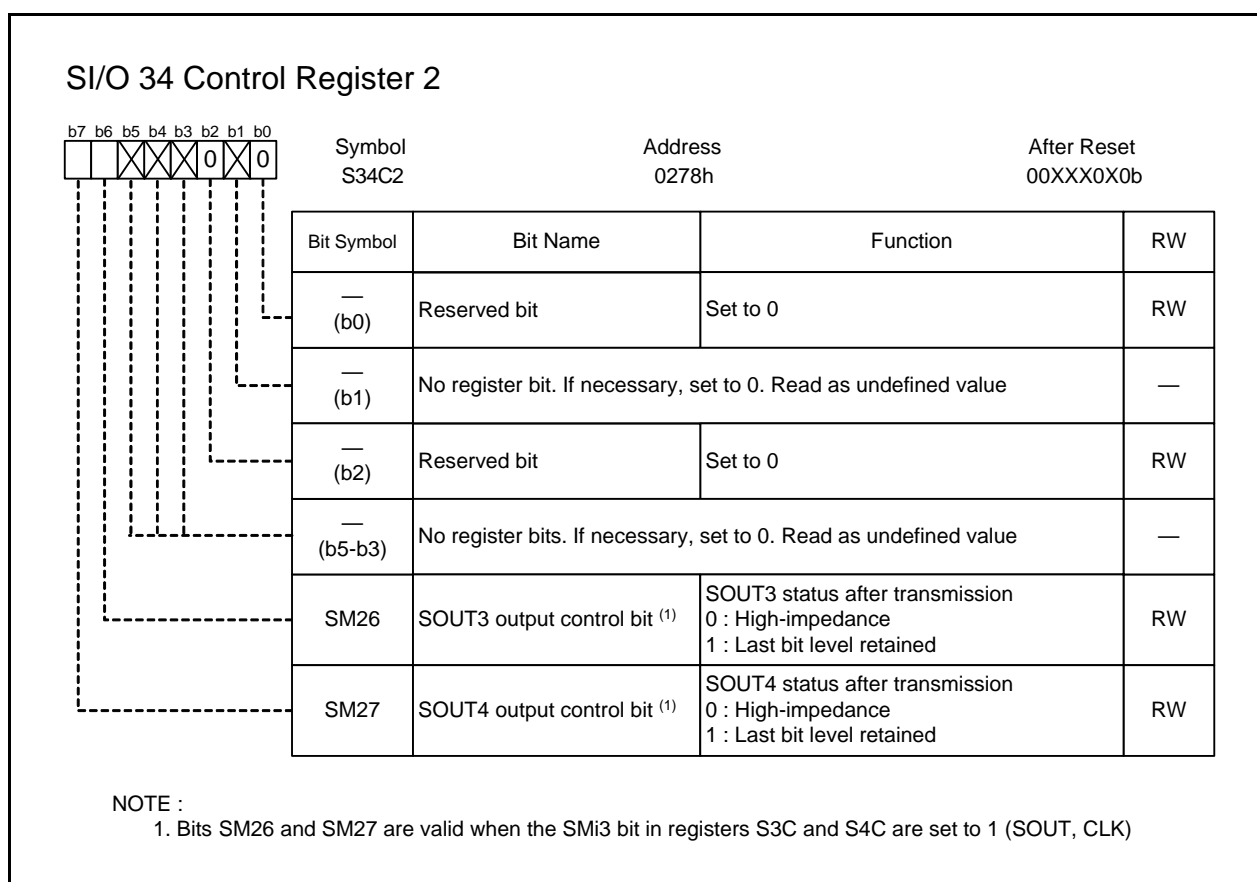 SI/O 34 Control Register 2
b7 b6 b5 b4 b3 b2 b1 b0
0 0
Symbol Address After Reset
S34C2 0278h 00XXX0X0b
Bit Symbol Bit Name Function RW
—
(b0) Reserved bit Set to 0 RW
—
(b1) No register bit. If necessary, set to 0. Read as undefined value —
—
(b2) Reserved bit Set to 0 RW
—
(b5-b3) No register bits. If necessary, set to 0. Read as undefined value —
SM26 SOUT3 output control bit (1) SOUT3 status after transmission
0 : High-impedance
1 : Last bit level retained RW
SM27 SOUT4 output control bit (1) SOUT4 status after transmission
0 : High-impedance
1 : Last bit level retained RW
NOTE :
1. Bits SM26 and SM27 are valid when the SMi3 bit in registers S3C and S4C are set to 1 (SOUT, CLK)